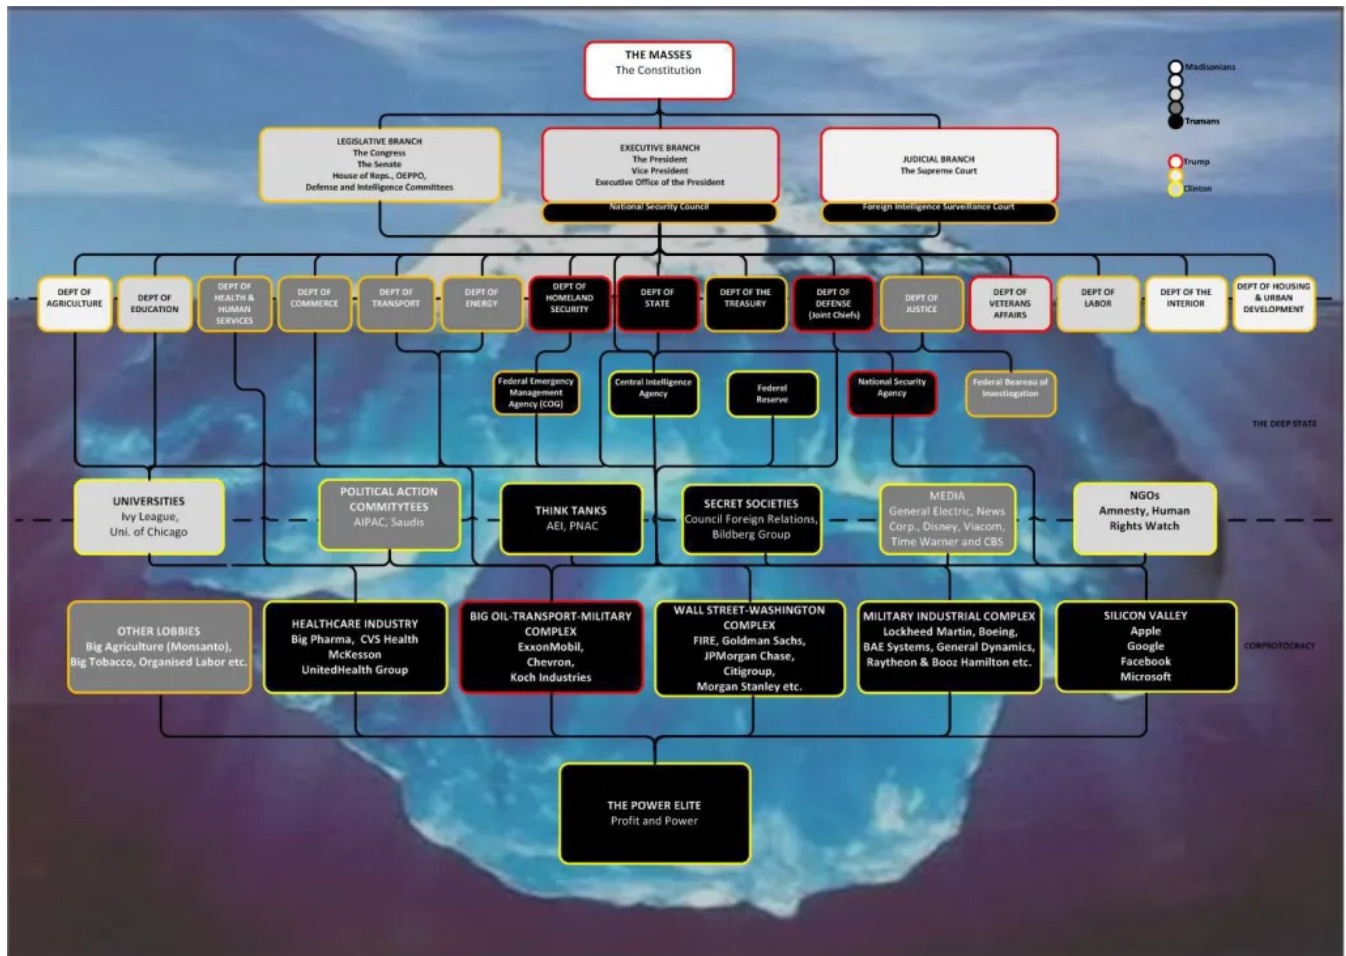 THE MASSES
The Constitution
Madisonians
Trumans
Trump
Clinton
LEGISLATIVE BRANCH
The Congress
The Senate
House of Reps., OEPPO,
Defense and Intelligence Committees
EXECUTIVE BRANCH
The President
Vice President
Executive Office of the President
National Security Council
JUDICIAL BRANCH
The Supreme Court
Foreign Intelligence Surveillance Court
DEPT OF
AGRICULTURE
DEPT OF
EDUCATION
DEPT OF
HEALTH &
HUMAN
SERVICES
DEPT OF
COMMERCE
DEPT OF
TRANSPORT
DEPT OF
ENERGY
DEPT OF
HOMELAND
SECURITY
DEPT OF
STATE
DEPT OF THE
TREASURY
DEPT OF
DEFENSE
(Joint Chiefs)
DEPT OF
JUSTICE
DEPT OF
VETERANS
AFFAIRS
DEPT OF
LABOR
DEPT OF THE
INTERIOR
DEPT OF HOUSING
& URBAN
DEVELOPMENT
Federal Emergency
Management
Agency (COG)
Central Intelligence
Agency
Federal
Reserve
National Security
Agency
Federal Beareau of
Investiogation
THE DEEP STATE
UNIVERSITIES
Ivy League,
Uni. of Chicago
POLITICAL ACTION
COMMITYTEES
AIPAC, Saudis
THINK TANKS
AEI, PNAC
SECRET SOCIETIES
Council Foreign Relations,
Bildberg Group
MEDIA
General Electric, News
Corp., Disney, Viacom,
Time Warner and CBS
NGOs
Amnesty, Human
Rights Watch
OTHER LOBBIES
Big Agriculture (Monsanto),
Big Tobacco, Organised Labor etc.
HEALTHCARE INDUSTRY
Big Pharma, CVS Health
McKesson
UnitedHealth Group
BIG OIL-TRANSPORT-MILITARY
COMPLEX
ExxonMobil,
Chevron,
Koch Industries
WALL STREET-WASHINGTON
COMPLEX
FIRE, Goldman Sachs,
JPMorgan Chase,
Citigroup,
Morgan Stanley etc.
MILITARY INDUSTRIAL COMPLEX
Lockheed Martin, Boeing,
BAE Systems, General Dynamics,
Raytheon & Booz Hamilton etc.
SILICON VALLEY
Apple
Google
Facebook
Microsoft
CORPROTOCRACY
THE POWER ELITE
Profit and Power